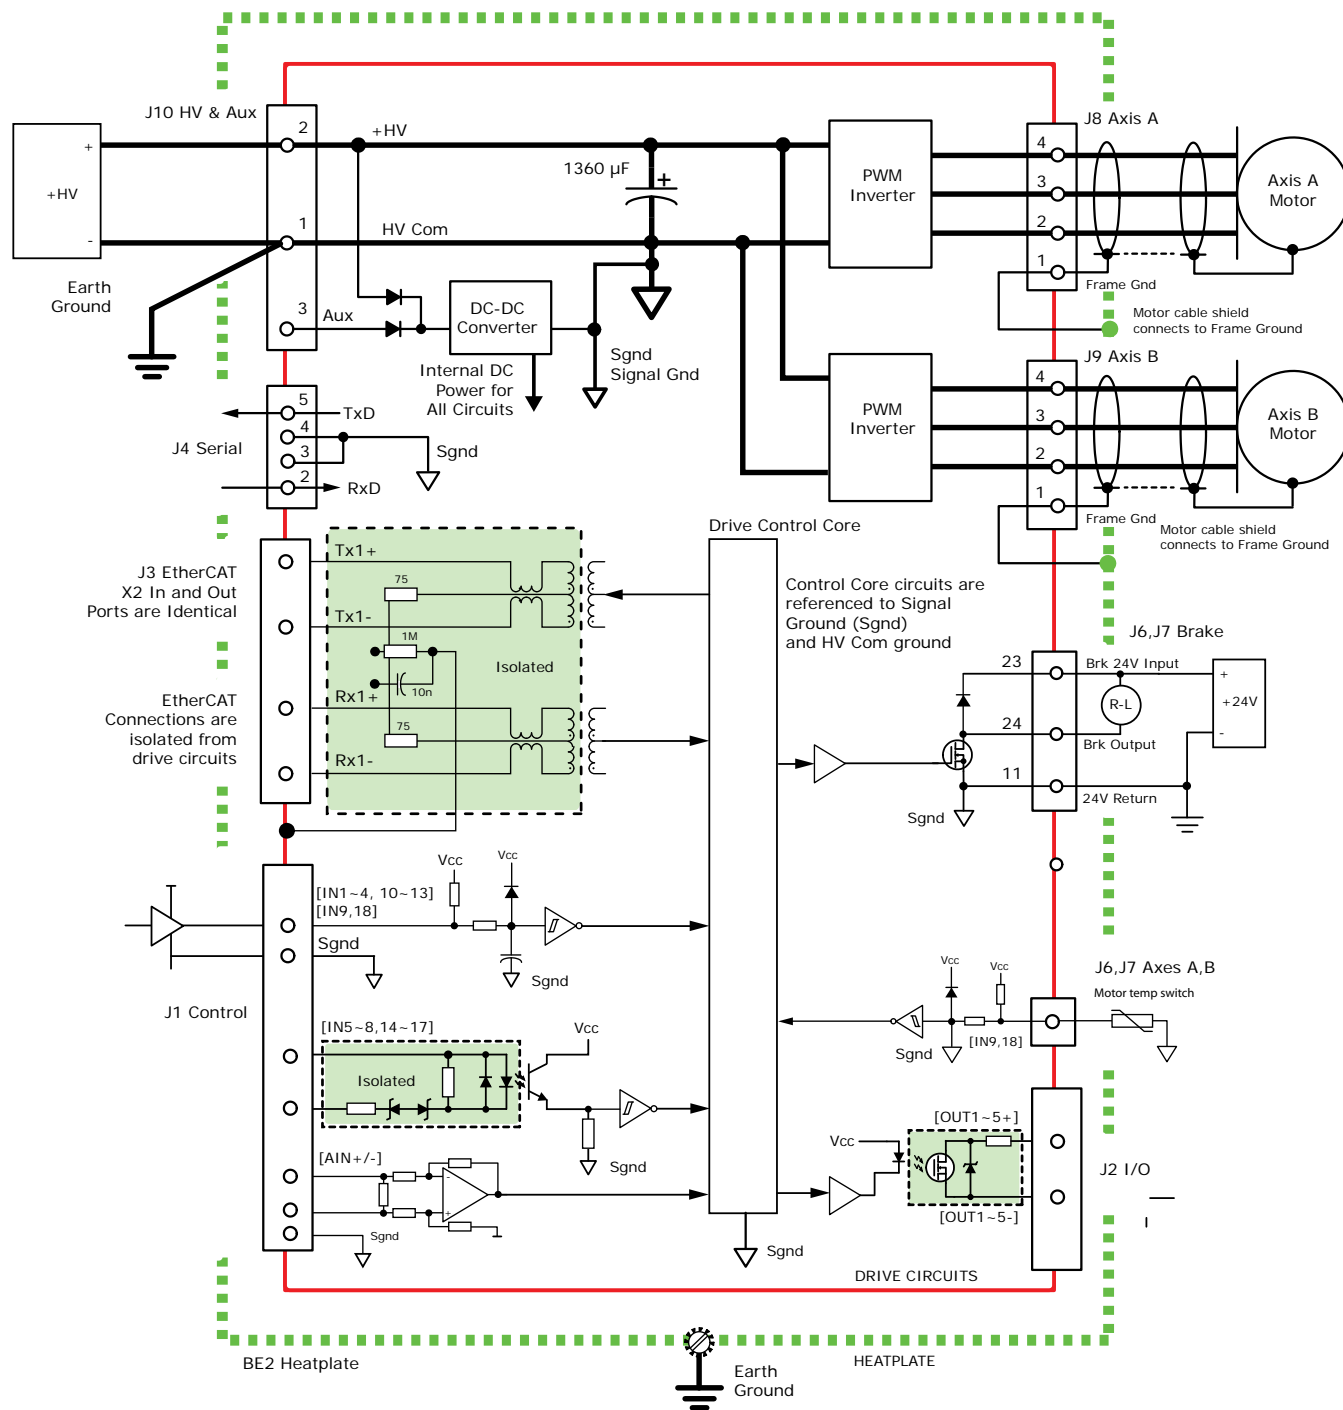 J10 HV & Aux
+
+HV
-
2
+HV
1
HV Com
3
Aux
Earth
Ground
1360 µF
+
DC-DC
Converter
Internal DC
Power for
All Circuits
Sgnd
Signal Gnd
PWM
Inverter
J8 Axis A
4
3
2
1
Frame Gnd
Axis A
Motor
Motor cable shield
connects to Frame Ground
PWM
Inverter
J9 Axis B
4
3
2
1
Frame Gnd
Axis B
Motor
Motor cable shield
connects to Frame Ground
J4 Serial
5
TxD
4
3
Sgnd
2
RxD
J3 EtherCAT
X2 In and Out
Ports are Identical
EtherCAT
Connections are
isolated from
drive circuits
Tx1+
75
Tx1-
1M
Isolated
10n
Rx1+
75
Rx1-
Drive Control Core
Control Core circuits are
referenced to Signal
Ground (Sgnd)
and HV Com ground
J6,J7 Brake
23
Brk 24V Input
R-L
24
Brk Output
11
24V Return
+
+24V
-
Sgnd
J1 Control
[IN1~4, 10~13]
[IN9,18]
Vcc
Vcc
Sgnd
Sgnd
[IN5~8,14~17]
Isolated
Vcc
Sgnd
[AIN+/-]
-
+
Sgnd
Vcc
Vcc
Sgnd
[IN9,18]
J6,J7 Axes A,B
Motor temp switch
[OUT1~5+]
Vcc
[OUT1~5-]
J2 I/O
Sgnd
DRIVE CIRCUITS
BE2 Heatplate
HEATPLATE
Earth
Ground